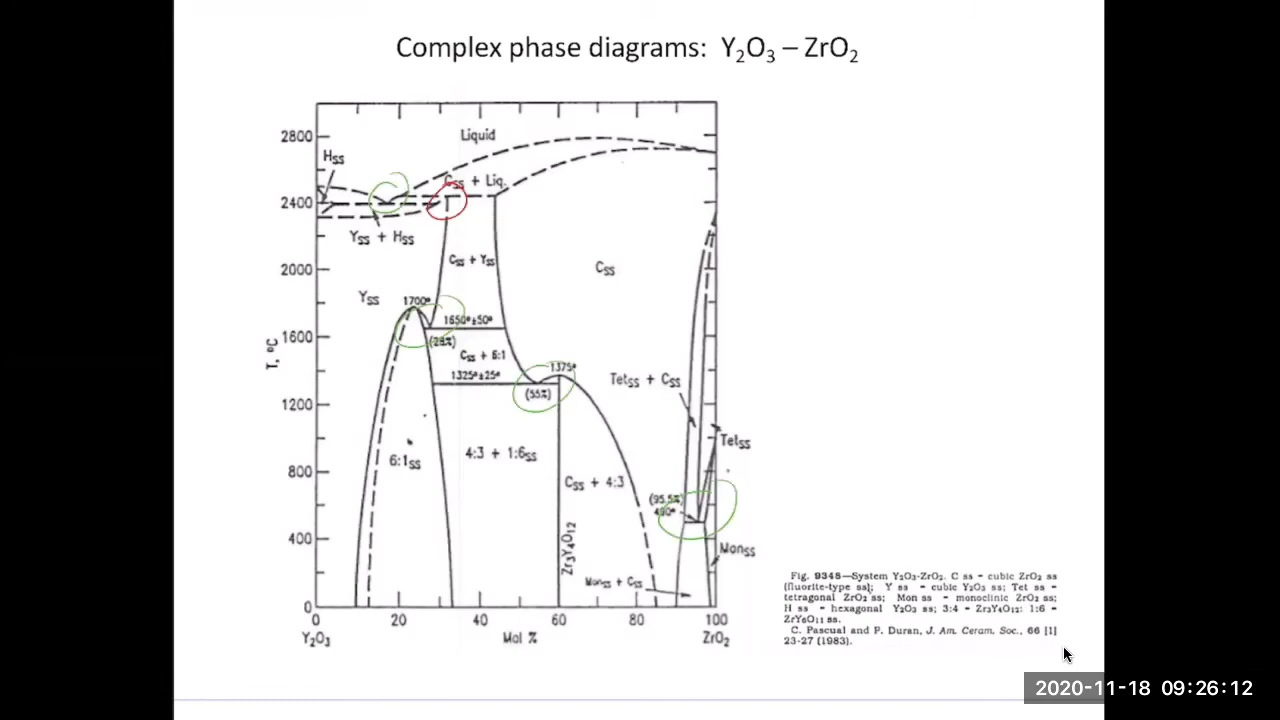 Complex phase diagrams: Y₂O₃ – ZrO₂
2800
Liquid
Hss
Css + Liq.
2400
Yss + Hss
Css + Yss
2000
Css
Yss
1700°
1650°±50°
1600
(28%)
T, °C
Css + 6:1
1375°
1325°±25°
Tetss + Css
(55%)
1200
Tetss
4:3 + 1:6ss
6:1ss
800
Css + 4:3
(95.5%)
490°
400
Zr₃Y₄O₁₂
Monss
Monss + Css
0
0
20
40
60
80
100
Y₂O₃
Mol %
ZrO₂
Fig. 9348—System Y₂O₃-ZrO₂. C ss = cubic ZrO₂ ss
(fluorite-type ss); Y ss = cubic Y₂O₃ ss; Tet ss =
tetragonal ZrO₂ ss; Mon ss = monoclinic ZrO₂ ss;
H ss = hexagonal Y₂O₃ ss; 3:4 = Zr₃Y₄O₁₂; 1:6 =
ZrY₆O₁₁ ss.
C. Pascual and P. Duran, J. Am. Ceram. Soc., 66 [1]
23-27 (1983).
2020-11-18 09:26:12